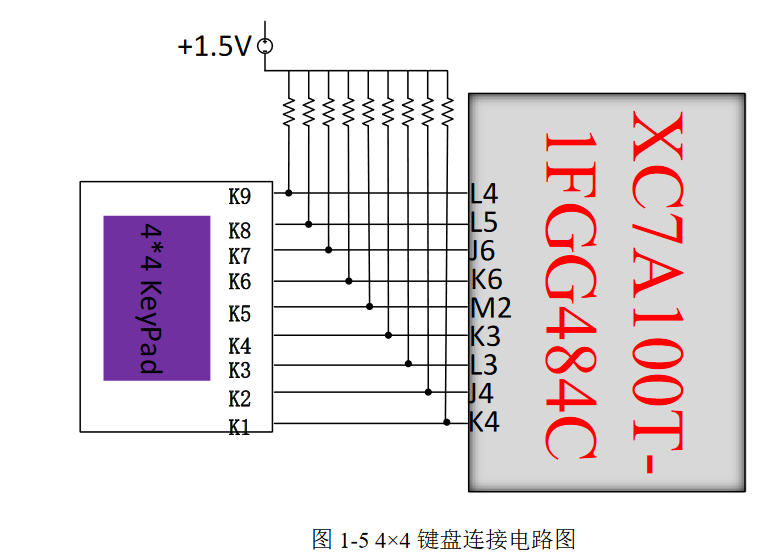 +1.5V
K9
K8
K7
K6
K5
K4
K3
K2
K1
4*4 KeyPad
L4
L5
J6
K6
M2
K3
L3
J4
K4
XC7A100T-
1FGG484C
图 1-5 4×4 键盘连接电路图